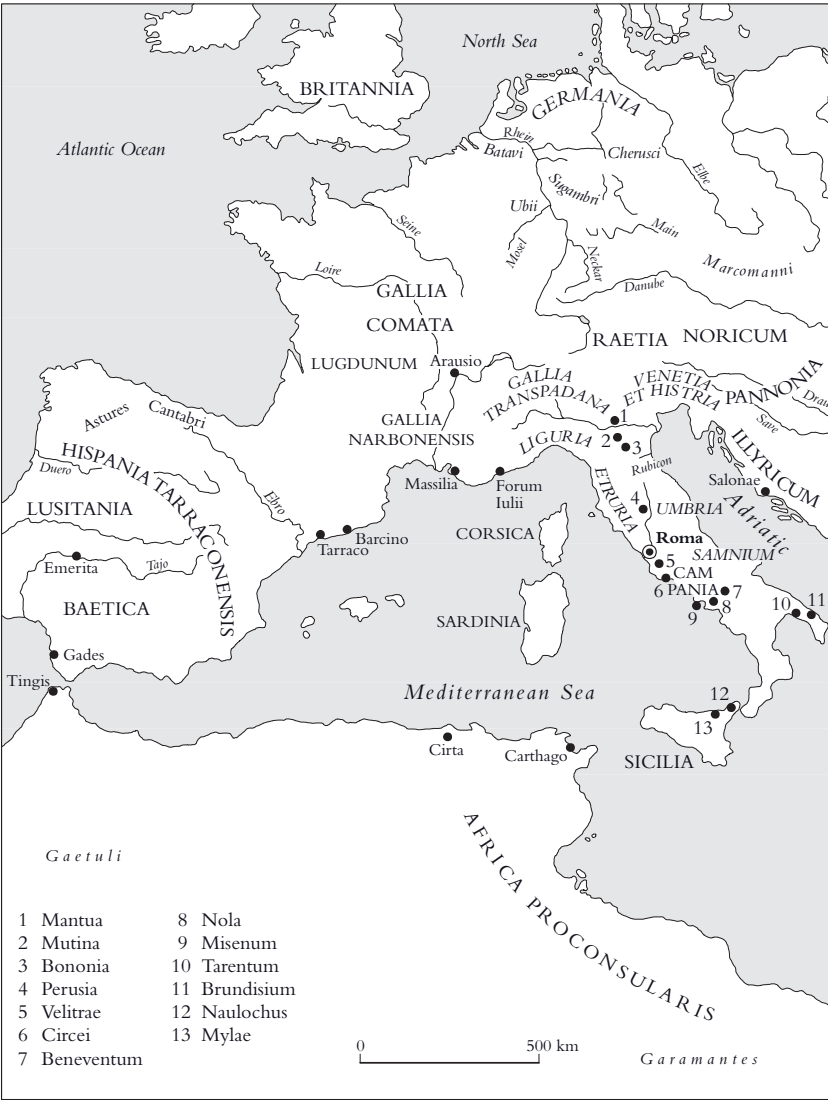 North Sea
BRITANNIA
GERMANIA
Atlantic Ocean
Rhein
Batavi
Cherusci
Elbe
Sugambri
Ubii
Seine
Main
Mosel
Neckar
Marcomanni
Loire
Danube
GALLIA
COMATA
RAETIA
NORICUM
LUGDUNUM
Arausio
GALLIA
TRANSPADANA
VENETIA
ET HISTRIA
PANNONIA
Drau
Save
Astures
Cantabri
GALLIA
NARBONENSIS
1
LIGURIA
2
3
Rubicon
ILLYRICUM
HISPANIA TARRACONENSIS
Duero
Massilia
Forum
Iulii
ETRURIA
Salonae
Ebro
4
UMBRIA
Adriatic
LUSITANIA
Barcino
Tarraco
CORSICA
Roma
SAMNIUM
Emerita
Tajo
5
CAM
PANIA
6
7
8
9
10
11
BAETICA
SARDINIA
Gades
Tingis
Mediterranean Sea
12
13
Cirta
Carthago
SICILIA
AFRICA PROCONSULARIS
Gaetuli
1 Mantua
2 Mutina
3 Bononia
4 Perusia
5 Velitrae
6 Circei
7 Beneventum
8 Nola
9 Misenum
10 Tarentum
11 Brundisium
12 Naulochus
13 Mylae
0
500 km
Garamantes